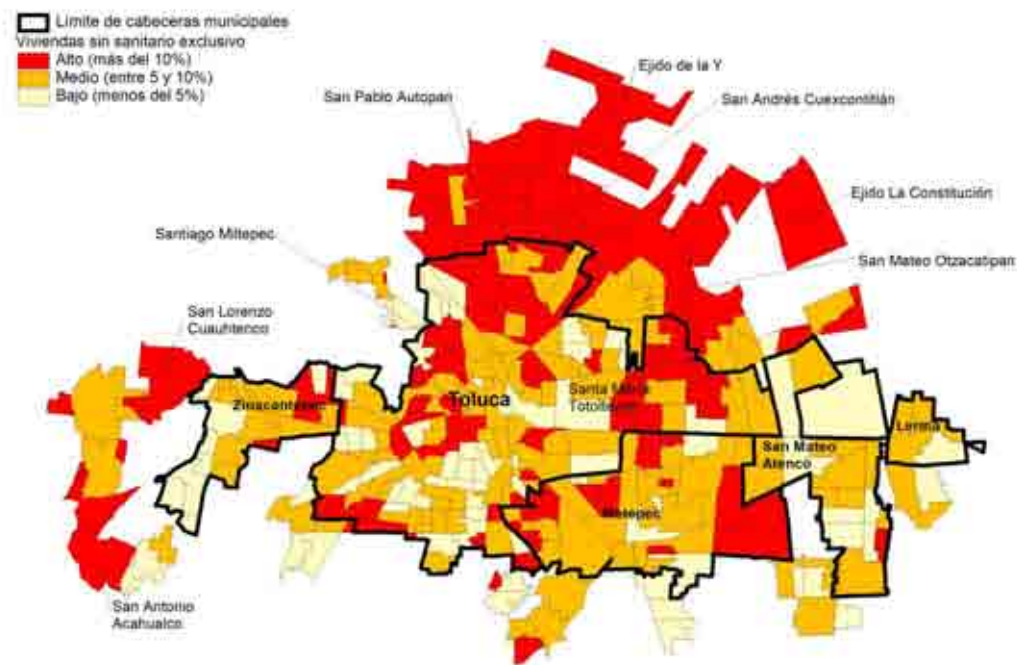 Límite de cabeceras municipales
Viviendas sin sanitario exclusivo
Alto (más del 10%)
Medio (entre 5 y 10%)
Bajo (menos del 5%)
Ejido de la Y
San Pablo Autopan
San Andrés Cuexcontitlán
Ejido La Constitución
Santiago Miltepec
San Mateo Otzacatipan
San Lorenzo
Cuauhtenco
Zinacantepec
Toluca
Santa María
Totoltepec
San Mateo
Atenco
Lerma
Metepec
San Antonio
Acahualco